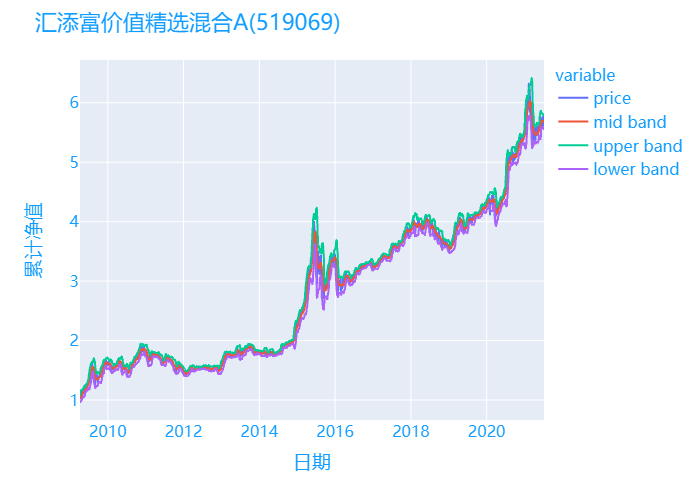 汇添富价值精选混合A(519069)
variable
price
mid band
upper band
lower band
累计净值
6
5
4
3
2
1
2010 2012 2014 2016 2018 2020
日期